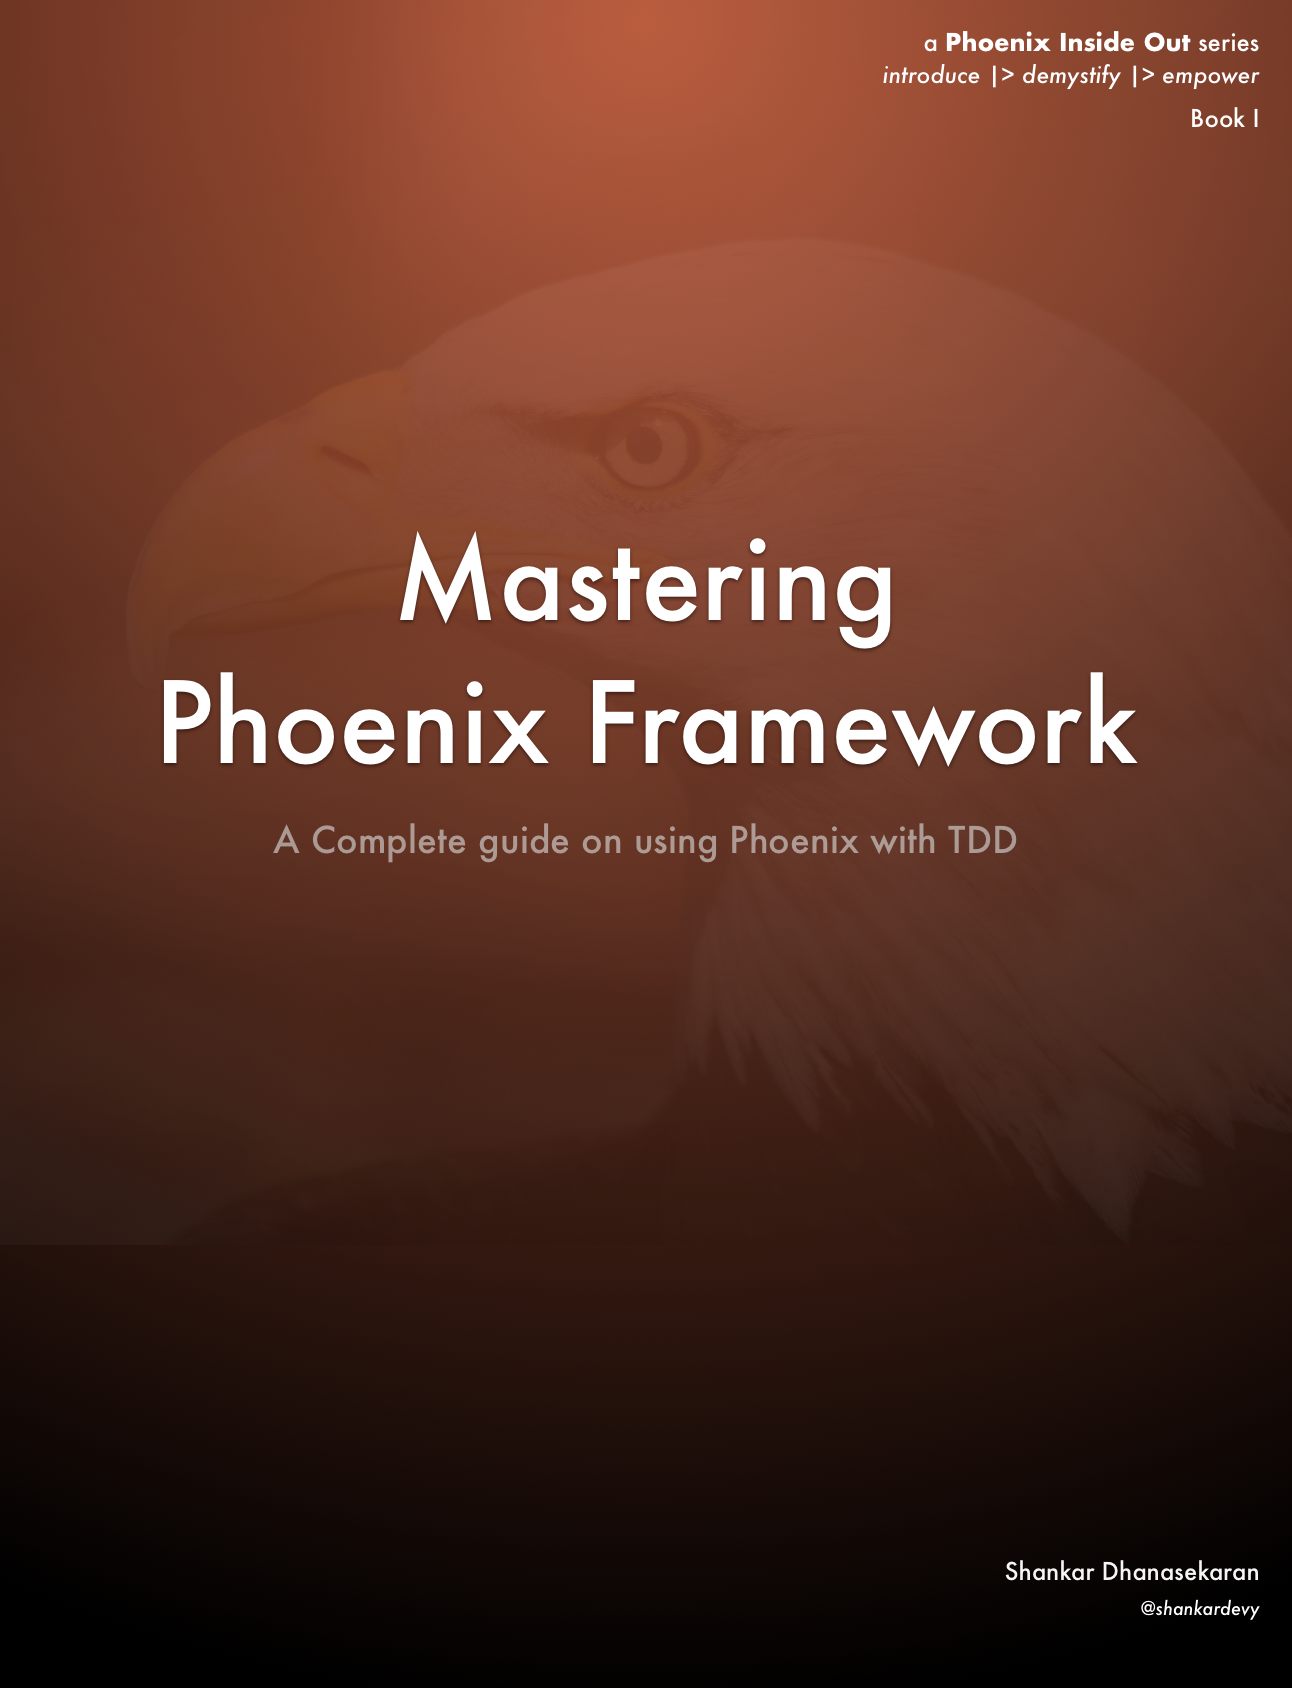 a Phoenix Inside Out series
introduce |> demystify |> empower
Book I
Mastering
Phoenix Framework
A Complete guide on using Phoenix with TDD
Shankar Dhanasekaran
@shankardevy